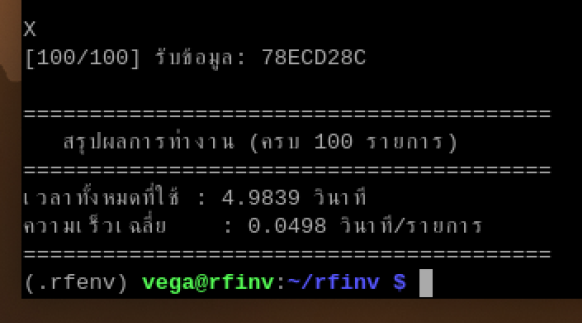 X
[100/100] รับข้อมูล: 78ECD28C
========================================
สรุปผลการทำงาน (ครบ 100 รายการ)
========================================
เวลาทั้งหมดที่ใช้ : 4.9839 วินาที
ความเร็วเฉลี่ย : 0.0498 วินาที/รายการ
========================================
(.rfenv) vega@rfinv:~/rfinv $